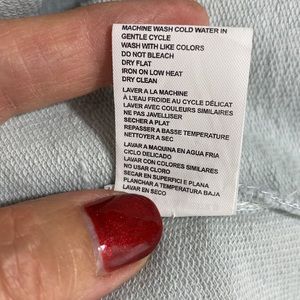 MACHINE WASH COLD WATER IN
GENTLE CYCLE
WASH WITH LIKE COLORS
DO NOT BLEACH
DRY FLAT
IRON ON LOW HEAT
DRY CLEAN
LAVER A LA MACHINE
À L'EAU FROIDE AU CYCLE DÉLICAT
LAVER AVEC COULEURS SIMILAIRES
NE PAS JAVELLISER
SECHER A PLAT
REPASSER A BASSE TEMPERATURE
NETTOYER A SEC
LAVAR A MAQUINA EN AGUA FRIA
CICLO DELICADO
LAVAR CON COLORES SIMILARES
NO USAR CLORO
SECAR EN SUPERFICI E PLANA
PLANCHAR A TEMPERATURA BAJA
LAVAR EN SECO